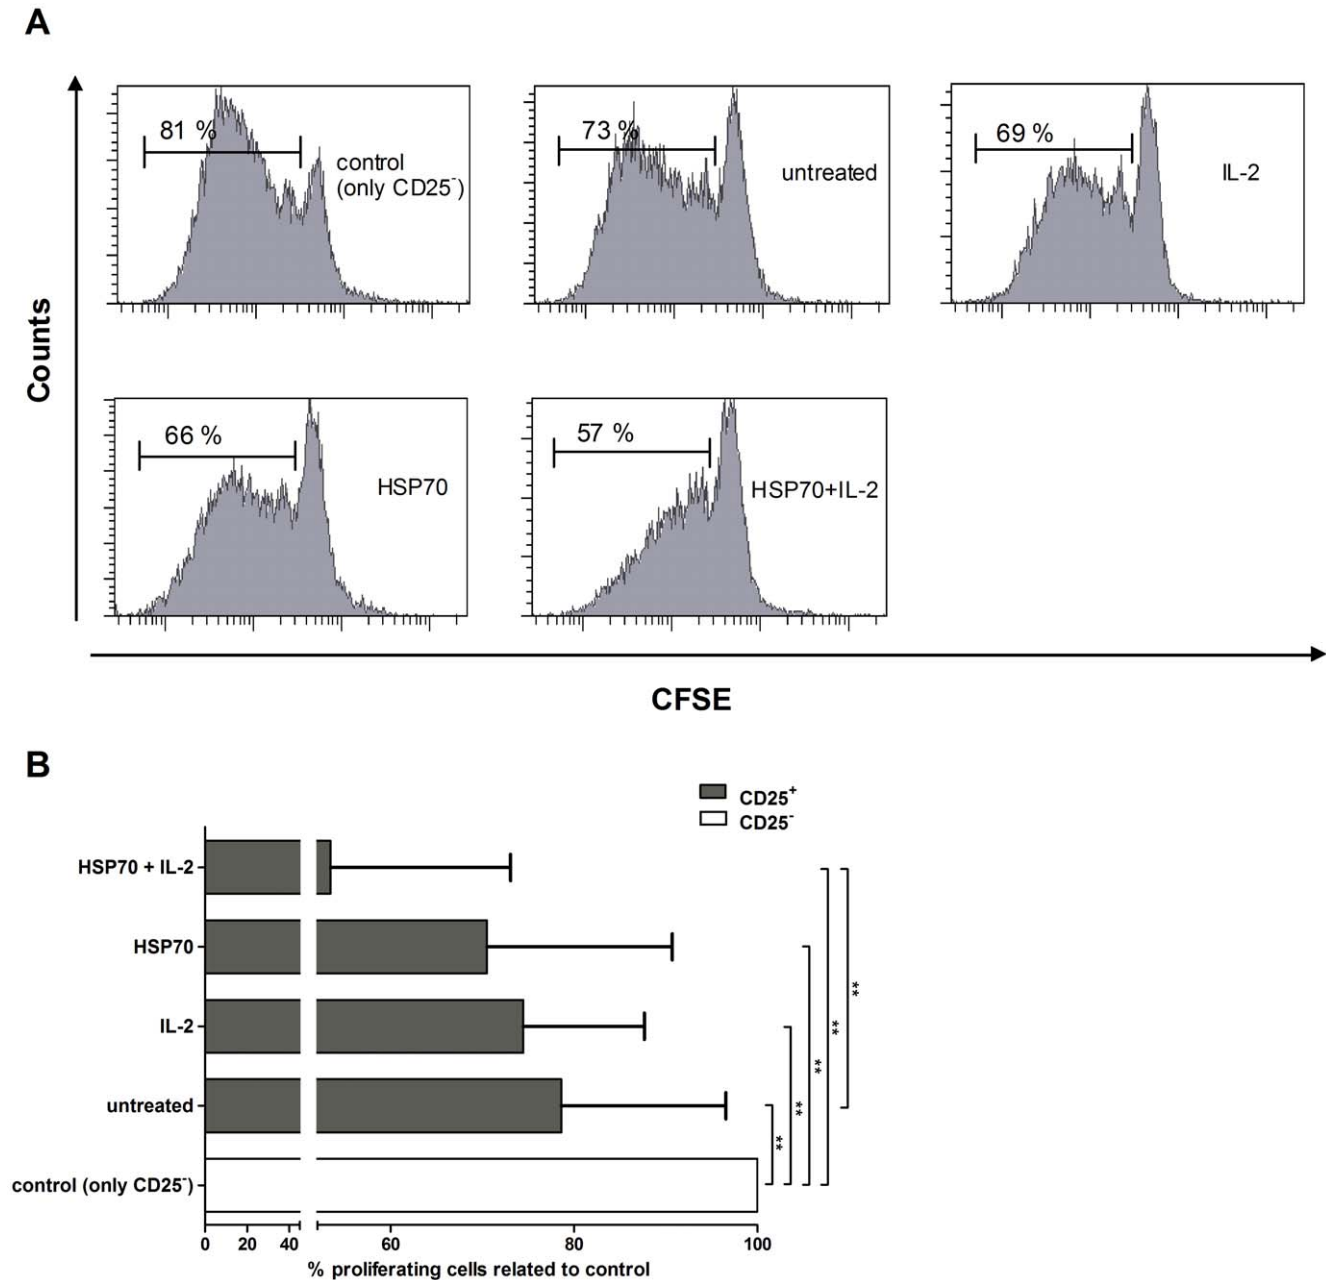 A
81 %
control
(only CD25⁻)
73 %
untreated
69 %
IL-2
Counts
66 %
HSP70
57 %
HSP70+IL-2
CFSE
B
CD25⁺
CD25⁻
HSP70 + IL-2
HSP70
IL-2
untreated
control (only CD25⁻)
**
**
**
**
**
0 20 40 60 80 100
% proliferating cells related to control